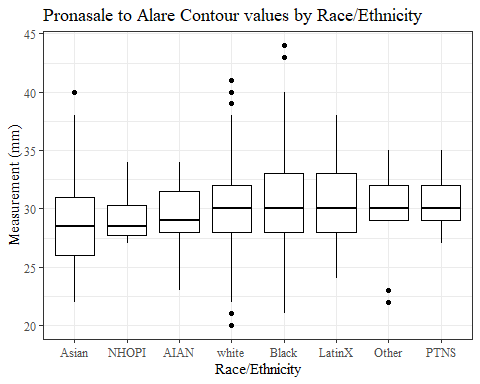 Pronasale to Alare Contour values by Race/Ethnicity
45
40
35
30
25
20
Measurement (mm)
Asian NHOPI AIAN white Black LatinX Other PTNS
Race/Ethnicity